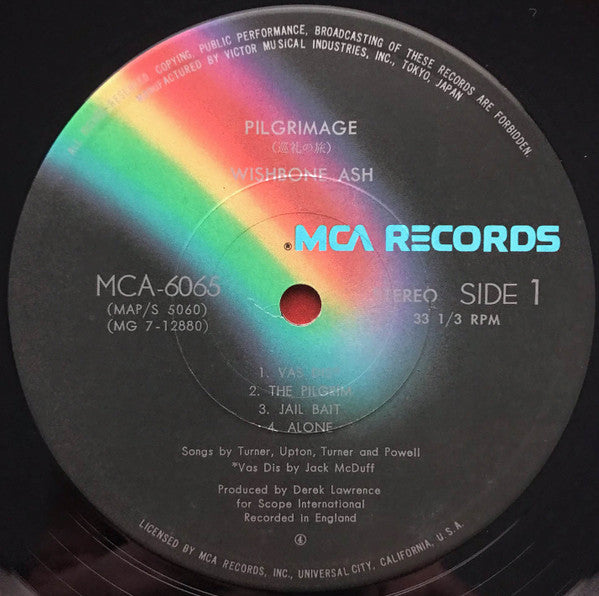 COPYING, PUBLIC PERFORMANCE, BROADCASTING OF THESE RECORDS ARE FORBIDDEN.
MANUFACTURED BY VICTOR MUSICAL INDUSTRIES, INC., TOKYO, JAPAN
PILGRIMAGE
(巡礼の旅)
WISHBONE ASH
®MCA RECORDS
MCA-6065
(MAP/S 5060)
(MG 7-12880)
STEREO SIDE 1
33 1/3 RPM
1. VAS DIS*
2. THE PILGRIM
3. JAIL BAIT
4. ALONE
Songs by Turner, Upton, Turner and Powell
*Vas Dis by Jack McDuff
Produced by Derek Lawrence
for Scope International
Recorded in England
④
LICENSED BY MCA RECORDS, INC., UNIVERSAL CITY, CALIFORNIA, U.S.A.